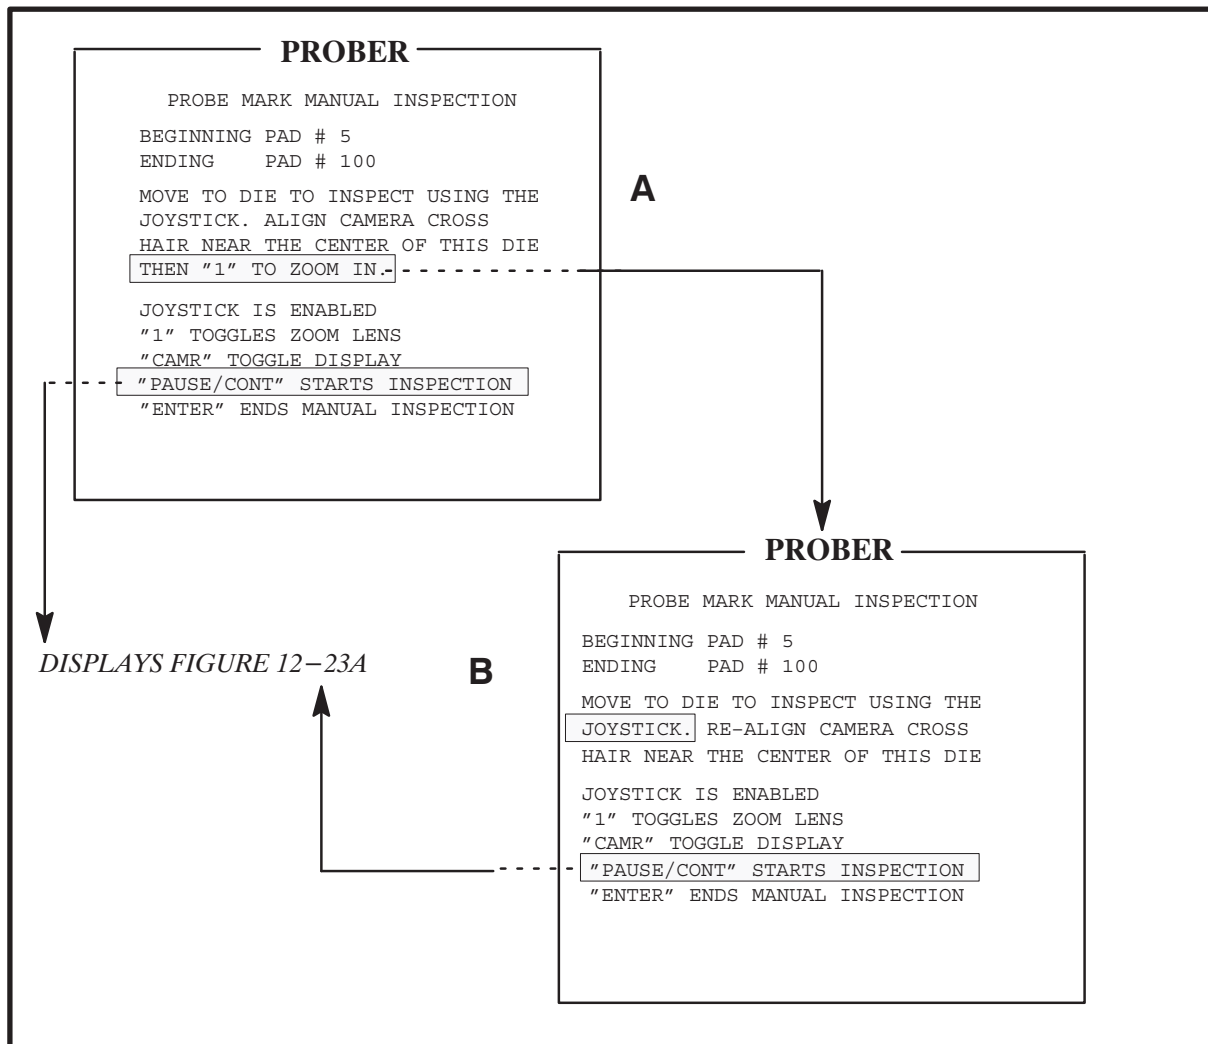 PROBER
PROBE MARK MANUAL INSPECTION
BEGINNING PAD # 5
ENDING PAD # 100
MOVE TO DIE TO INSPECT USING THE
JOYSTICK. ALIGN CAMERA CROSS
HAIR NEAR THE CENTER OF THIS DIE
THEN "1" TO ZOOM IN.
JOYSTICK IS ENABLED
"1" TOGGLES ZOOM LENS
"CAMR" TOGGLE DISPLAY
"PAUSE/CONT" STARTS INSPECTION
"ENTER" ENDS MANUAL INSPECTION
A
DISPLAYS FIGURE 12-23A
B
PROBER
PROBE MARK MANUAL INSPECTION
BEGINNING PAD # 5
ENDING PAD # 100
MOVE TO DIE TO INSPECT USING THE
JOYSTICK. RE-ALIGN CAMERA CROSS
HAIR NEAR THE CENTER OF THIS DIE
JOYSTICK IS ENABLED
"1" TOGGLES ZOOM LENS
"CAMR" TOGGLE DISPLAY
"PAUSE/CONT" STARTS INSPECTION
"ENTER" ENDS MANUAL INSPECTION